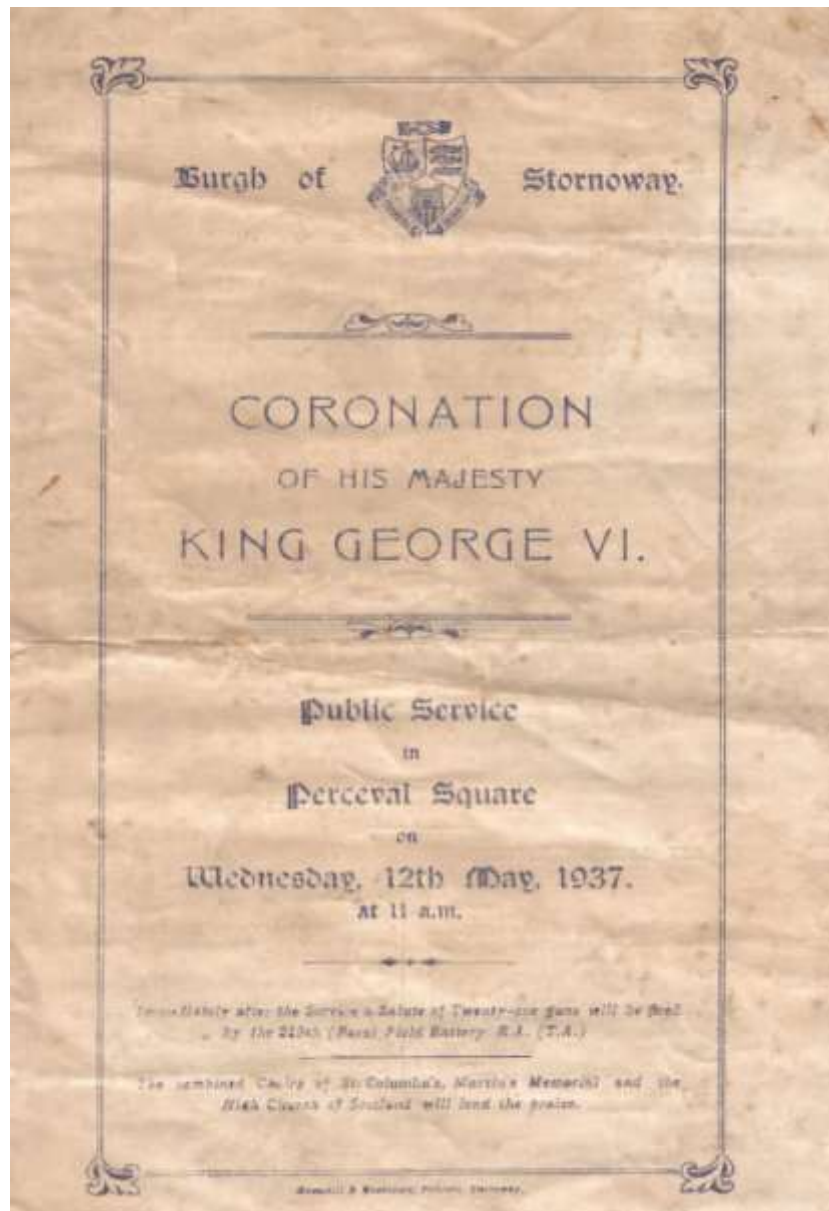 Burgh of Stornoway.
CORONATION
OF HIS MAJESTY
KING GEORGE VI.
Public Service
in
Perceval Square
on
Wednesday, 12th May, 1937.
at 11 a.m.
Immediately after the Service a Salute of Twenty-one guns will be fired
by the (Ross) Field Battery R.A. (T.A.)
The combined Choirs of St. Columba's, Martin's Memorial and the
High Church of Scotland will lead the praise.
Stornoway.